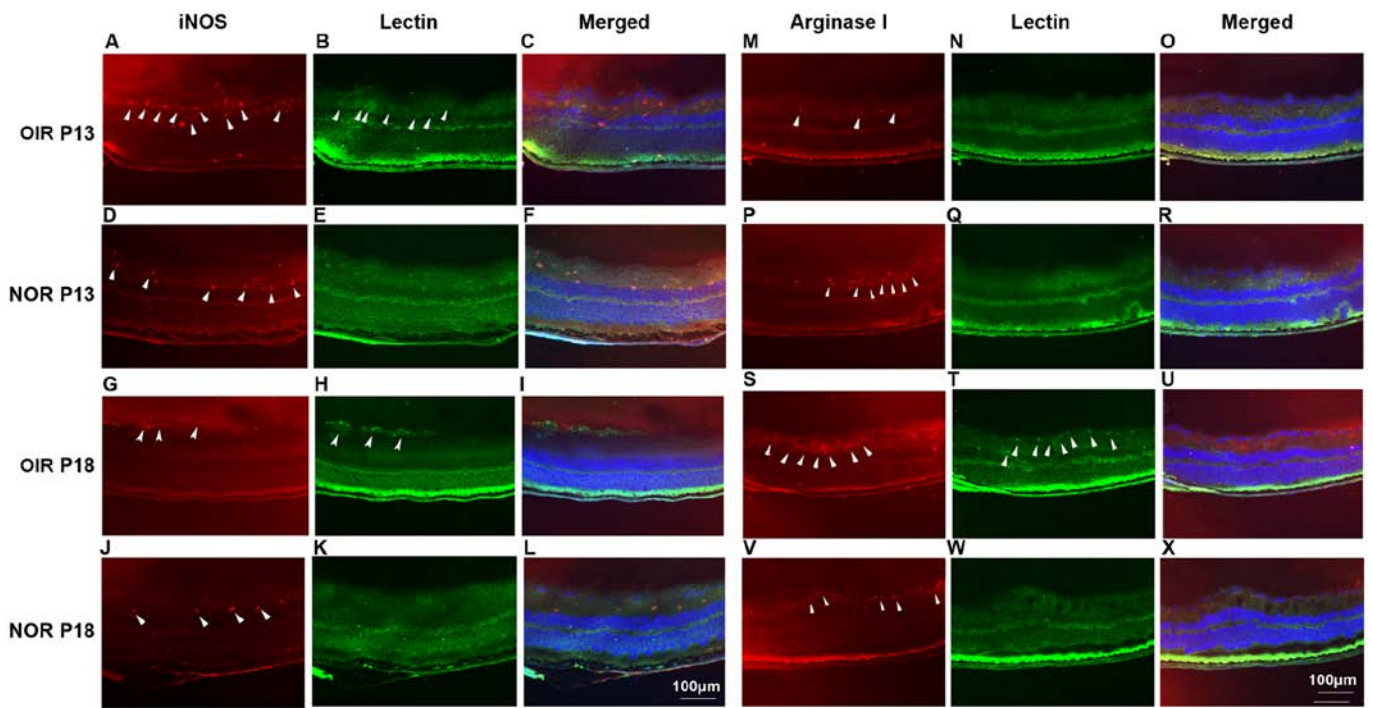 iNOS Lectin Merged Arginase I Lectin Merged
A B C M N O
OIR P13
D E F P Q R
NOR P13
G H I S T U
OIR P18
J K L V W X
NOR P18
100µm 100µm